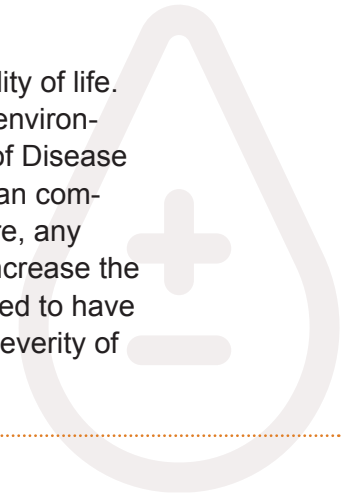 lity of life.
environ-
of Disease
an com-
re, any
ncrease the
ed to have
everity of